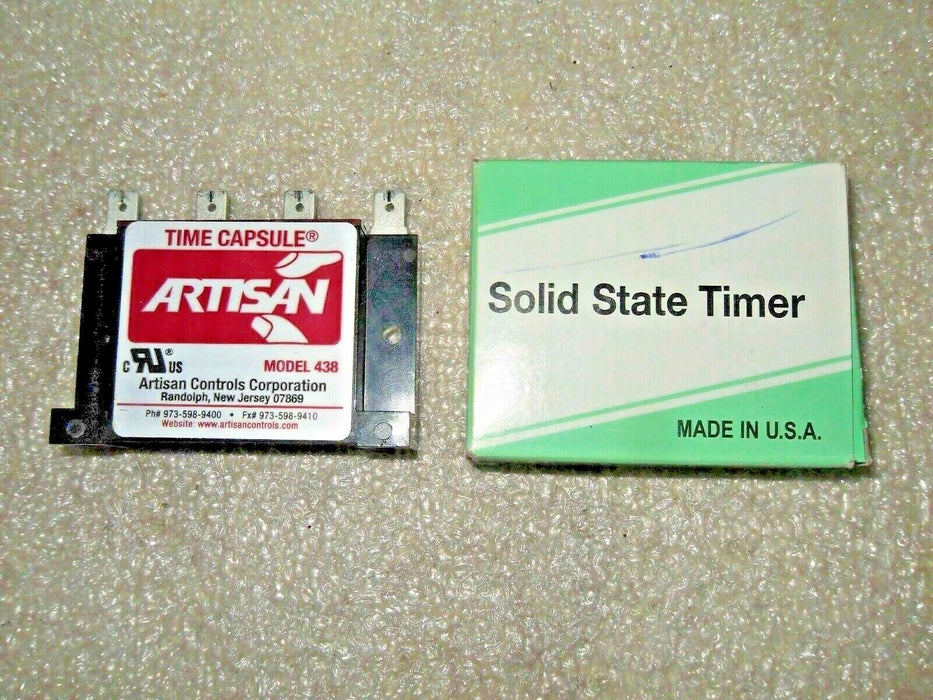 TIME CAPSULE®
ARTISAN
C RU® US
MODEL 438
Artisan Controls Corporation
Randolph, New Jersey 07869
Ph# 973-598-9400 • Fx# 973-598-9410
Website: www.artisancontrols.com
Solid State Timer
MADE IN U.S.A.